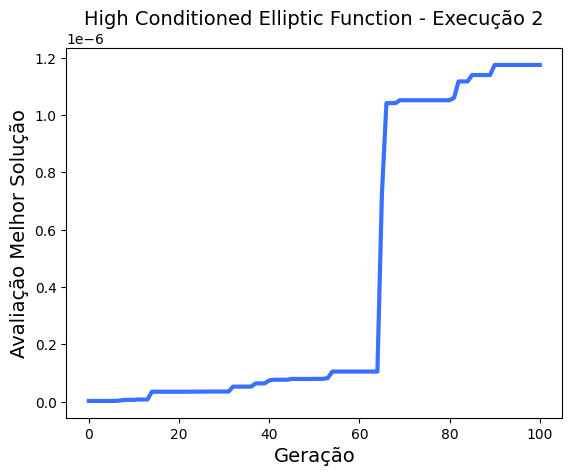 High Conditioned Elliptic Function - Execução 2
1e−6
1.2
1.0
0.8
0.6
0.4
0.2
0.0
Avaliação Melhor Solução
0 20 40 60 80 100
Geração